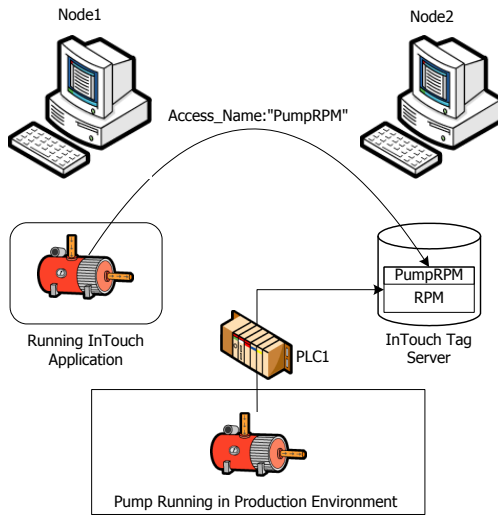 Node1
Node2
Access_Name:"PumpRPM"
PumpRPM
RPM
Running InTouch
Application
InTouch Tag
Server
PLC1
Pump Running in Production Environment